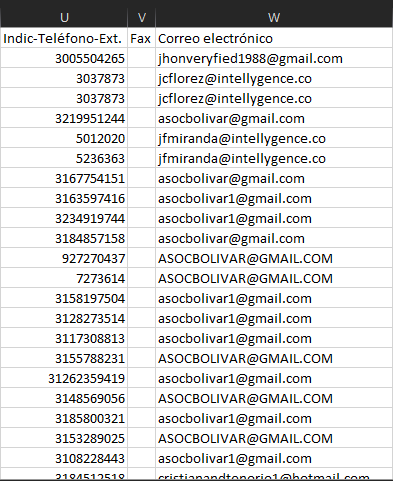 U V W
Indic-Teléfono-Ext. Fax Correo electrónico
3005504265 jhonveryfied1988@gmail.com
3037873 jcflorez@intellygence.co
3037873 jcflorez@intellygence.co
3219951244 asocbolivar@gmail.com
5012020 jfmiranda@intellygence.co
5236363 jfmiranda@intellygence.co
3167754151 asocbolivar@gmail.com
3163597416 asocbolivar1@gmail.com
3234919744 asocbolivar1@gmail.com
3184857158 asocbolivar@gmail.com
927270437 ASOCBOLIVAR@GMAIL.COM
7273614 ASOCBOLIVAR@GMAIL.COM
3158197504 asocbolivar1@gmail.com
3128273514 asocbolivar1@gmail.com
3117308813 asocbolivar1@gmail.com
3155788231 ASOCBOLIVAR@GMAIL.COM
31262359419 asocbolivar1@gmail.com
3148569056 ASOCBOLIVAR@GMAIL.COM
3185800321 asocbolivar1@gmail.com
3153289025 ASOCBOLIVAR@GMAIL.COM
3108228443 asocbolivar1@gmail.com
3184512518 cristianandtenorio1@hotmail.com